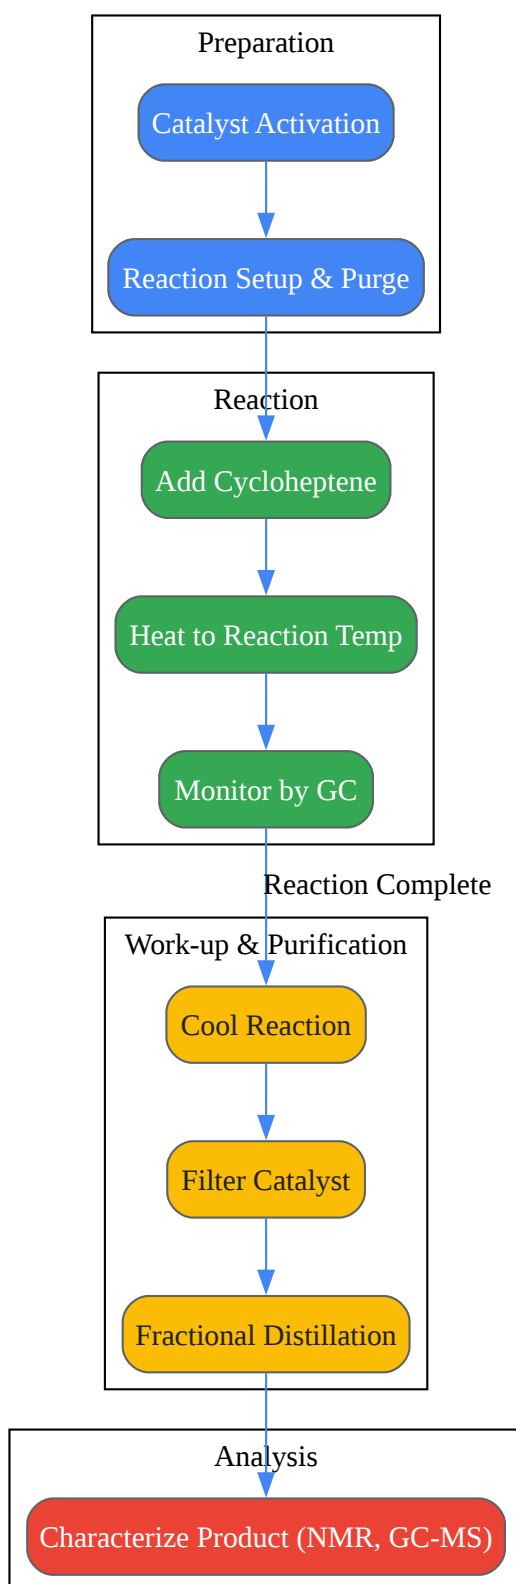 Preparation
Catalyst Activation
Reaction Setup & Purge
Reaction
Add Cycloheptene
Heat to Reaction Temp
Monitor by GC
Reaction Complete
Work-up & Purification
Cool Reaction
Filter Catalyst
Fractional Distillation
Analysis
Characterize Product (NMR, GC-MS)